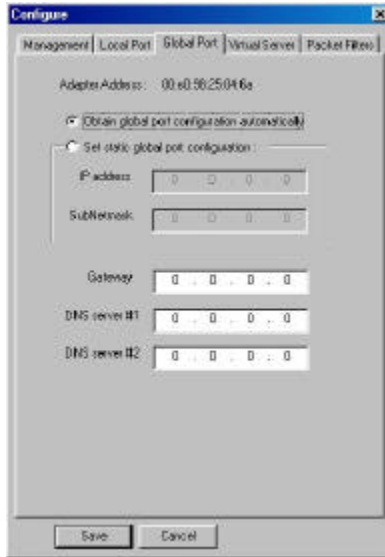 Configure
Management Local Port Global Port Virtual Server Packet Filters
Adapter Address : 00:e0:98:25:04:6a
Obtain global port configuration automatically
Set static global port configuration :
IP address 0 . 0 . 0 . 0
SubNetmask 0 . 0 . 0 . 0
Gateway 0 . 0 . 0 . 0
DNS server #1 0 . 0 . 0 . 0
DNS server #2 0 . 0 . 0 . 0
Save Cancel